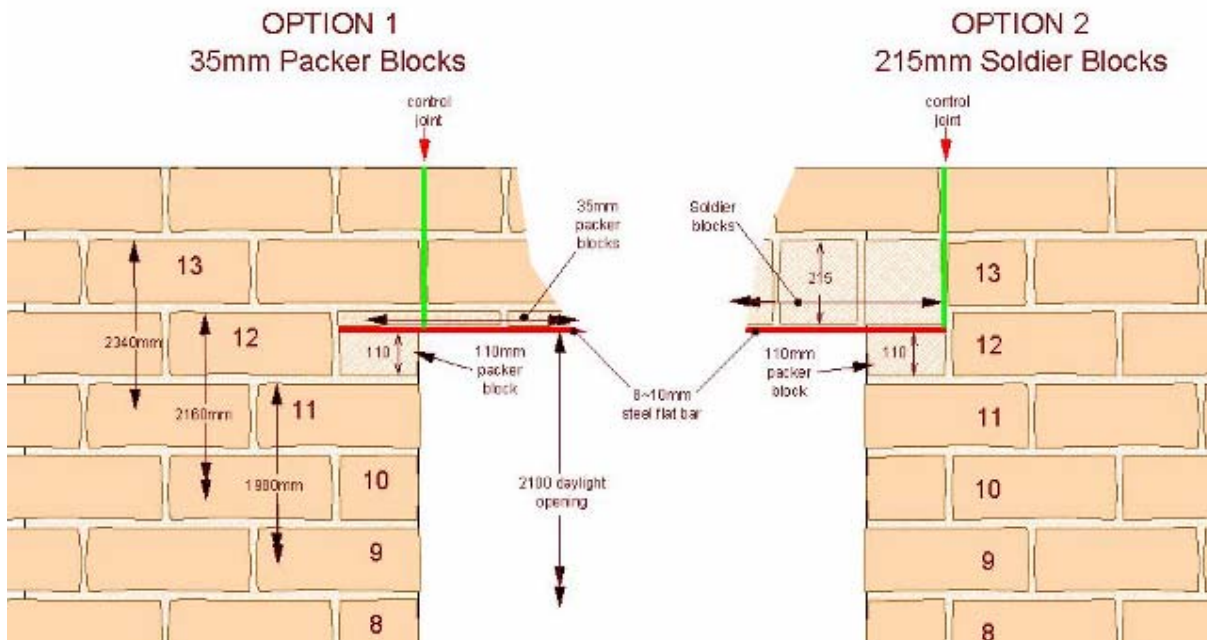 OPTION 1
35mm Packer Blocks
OPTION 2
215mm Soldier Blocks
control
joint
control
joint
35mm
packer
blocks
Soldier
blocks
13
215
13
12
2340mm
110
110mm
packer
block
8~10mm
steel flat bar
110mm
packer
block
110
12
11
2160mm
11
10
1980mm
2100 daylight
opening
10
9
9
8
8